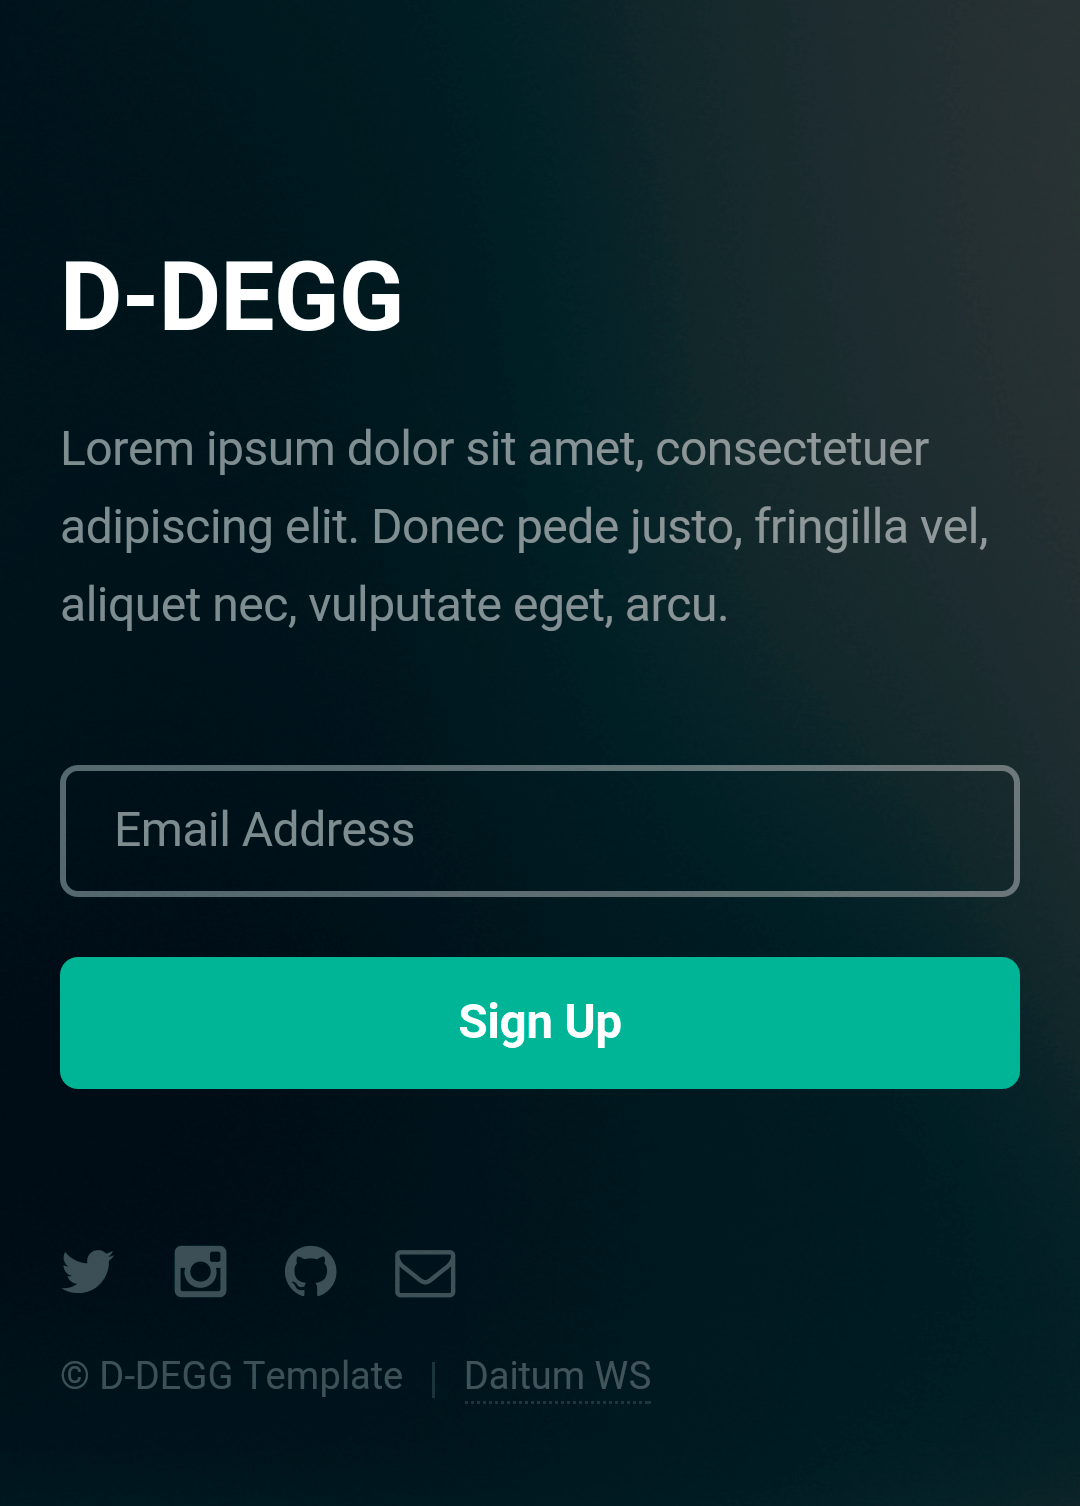 D-DEGG
Lorem ipsum dolor sit amet, consectetuer
adipiscing elit. Donec pede justo, fringilla vel,
aliquet nec, vulputate eget, arcu.
Email Address
Sign Up
© D-DEGG Template | Daitum WS